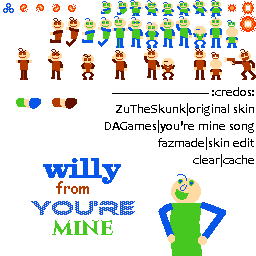 :credos:
ZuTheSkunk|original skin
DAGames|you're mine song
fazmade|skin edit
clear|cache
willy
from
YOU'RE
MINE